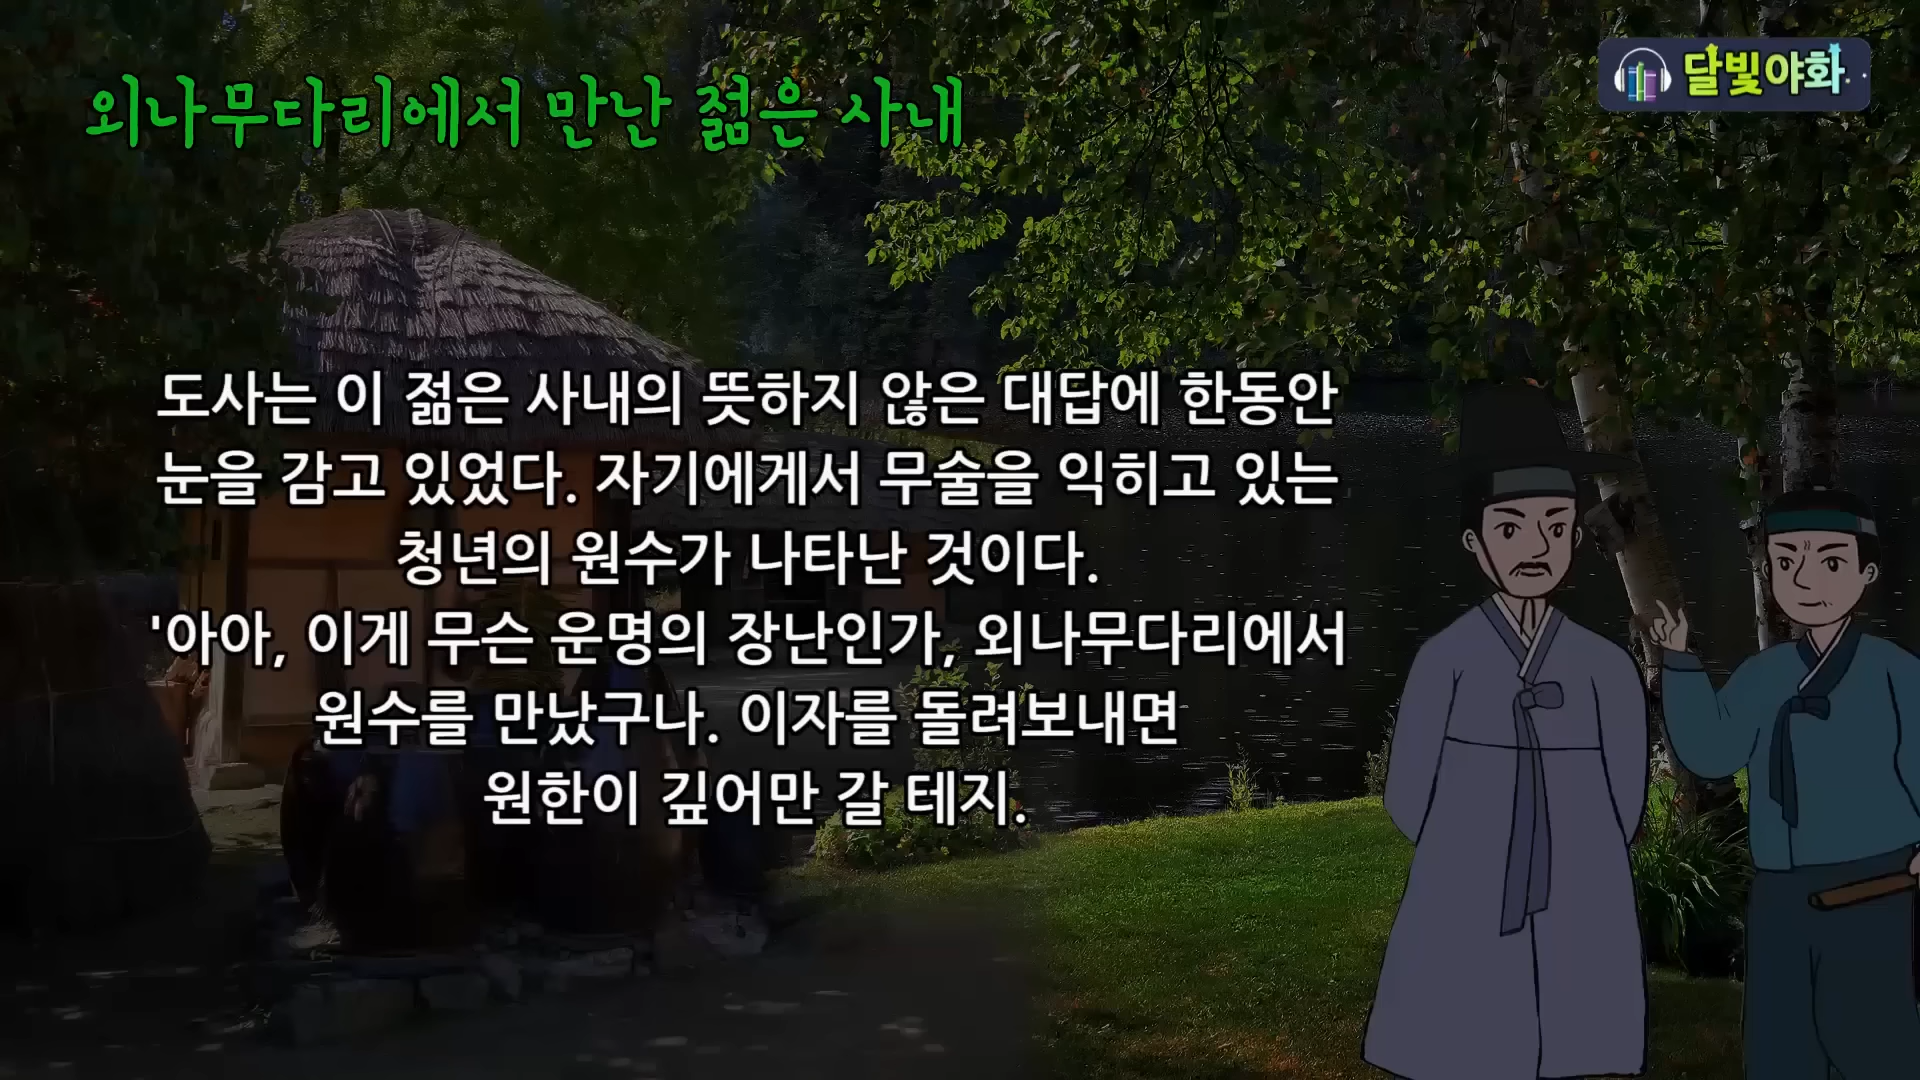 외나무다리에서 만난 젊은 사내
달빛야화
도사는 이 젊은 사내의 뜻하지 않은 대답에 한동안
눈을 감고 있었다. 자기에게서 무술을 익히고 있는
청년의 원수가 나타난 것이다.
'아아, 이게 무슨 운명의 장난인가, 외나무다리에서
원수를 만났구나. 이자를 돌려보내면
원한이 깊어만 갈 테지.